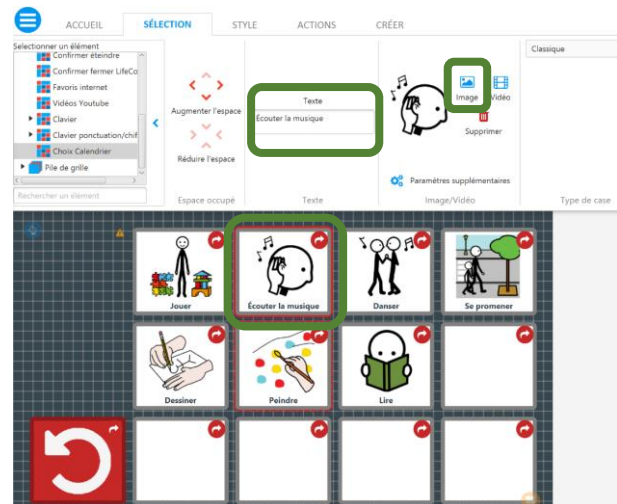 ACCUEIL SÉLECTION STYLE ACTIONS CRÉER
Selectionner un élément
Confirmer éteindre
Confirmer fermer LifeCo
Favoris internet
Vidéos Youtube
Clavier
Clavier ponctuation/chif
Choix Calendrier
Pile de grille
Rechercher un élément
Augmenter l'espace
Réduire l'espace
Espace occupé
Texte
Écouter la musique
Texte
Image Vidéo
Supprimer
Paramètres supplémentaires
Image/Vidéo
Classique
Type de case
Jouer Écouter la musique Danser Se promener
Dessiner Peindre Lire